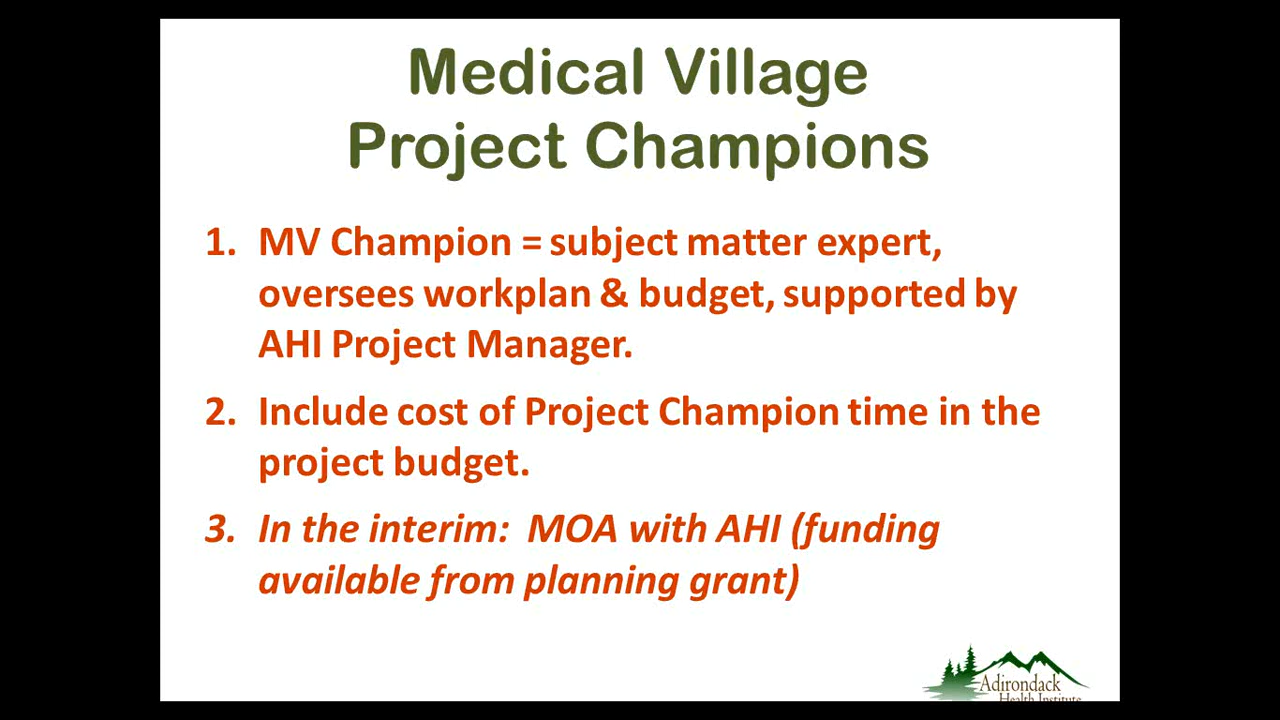 Medical Village
Project Champions
1. MV Champion = subject matter expert,
oversees workplan & budget, supported by
AHI Project Manager.
2. Include cost of Project Champion time in the
project budget.
3. In the interim:  MOA with AHI (funding
available from planning grant)
Adirondack
Health Institute